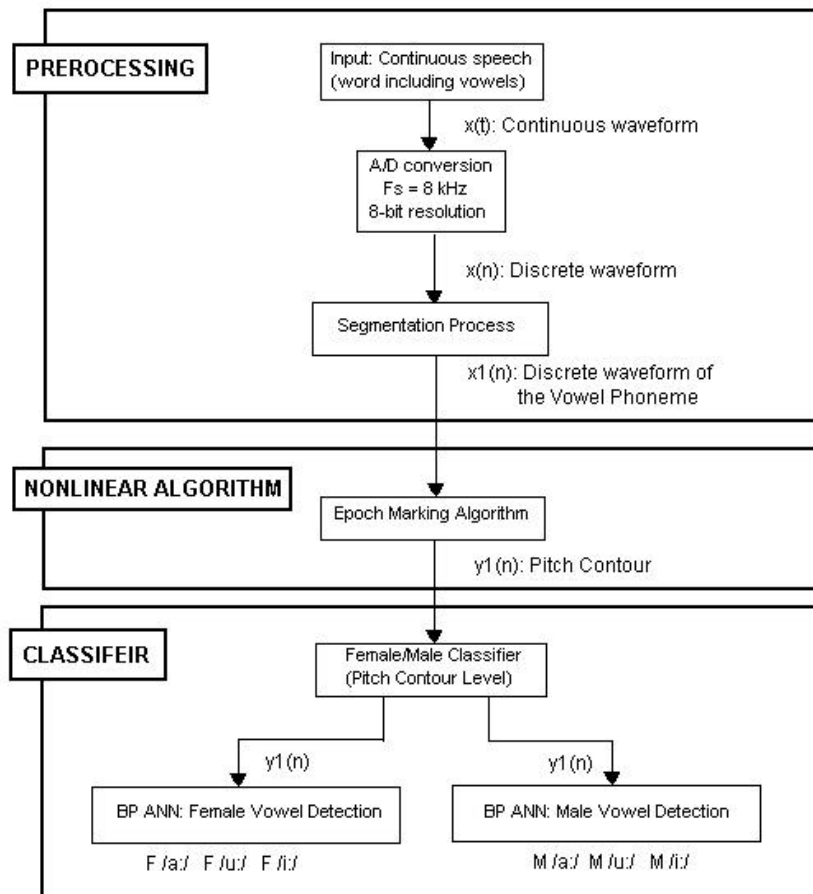 PREROCESSING
Input: Continuous speech
(word including vowels)
x(t): Continuous waveform
A/D conversion
Fs = 8 kHz
8-bit resolution
x(n): Discrete waveform
Segmentation Process
x1(n): Discrete waveform of
the Vowel Phoneme
NONLINEAR ALGORITHM
Epoch Marking Algorithm
y1(n): Pitch Contour
CLASSIFEIR
Female/Male Classifier
(Pitch Contour Level)
y1(n)
y1(n)
BP ANN: Female Vowel Detection
BP ANN: Male Vowel Detection
F /a:/ F /u:/ F /i:/
M /a:/ M /u:/ M /i:/